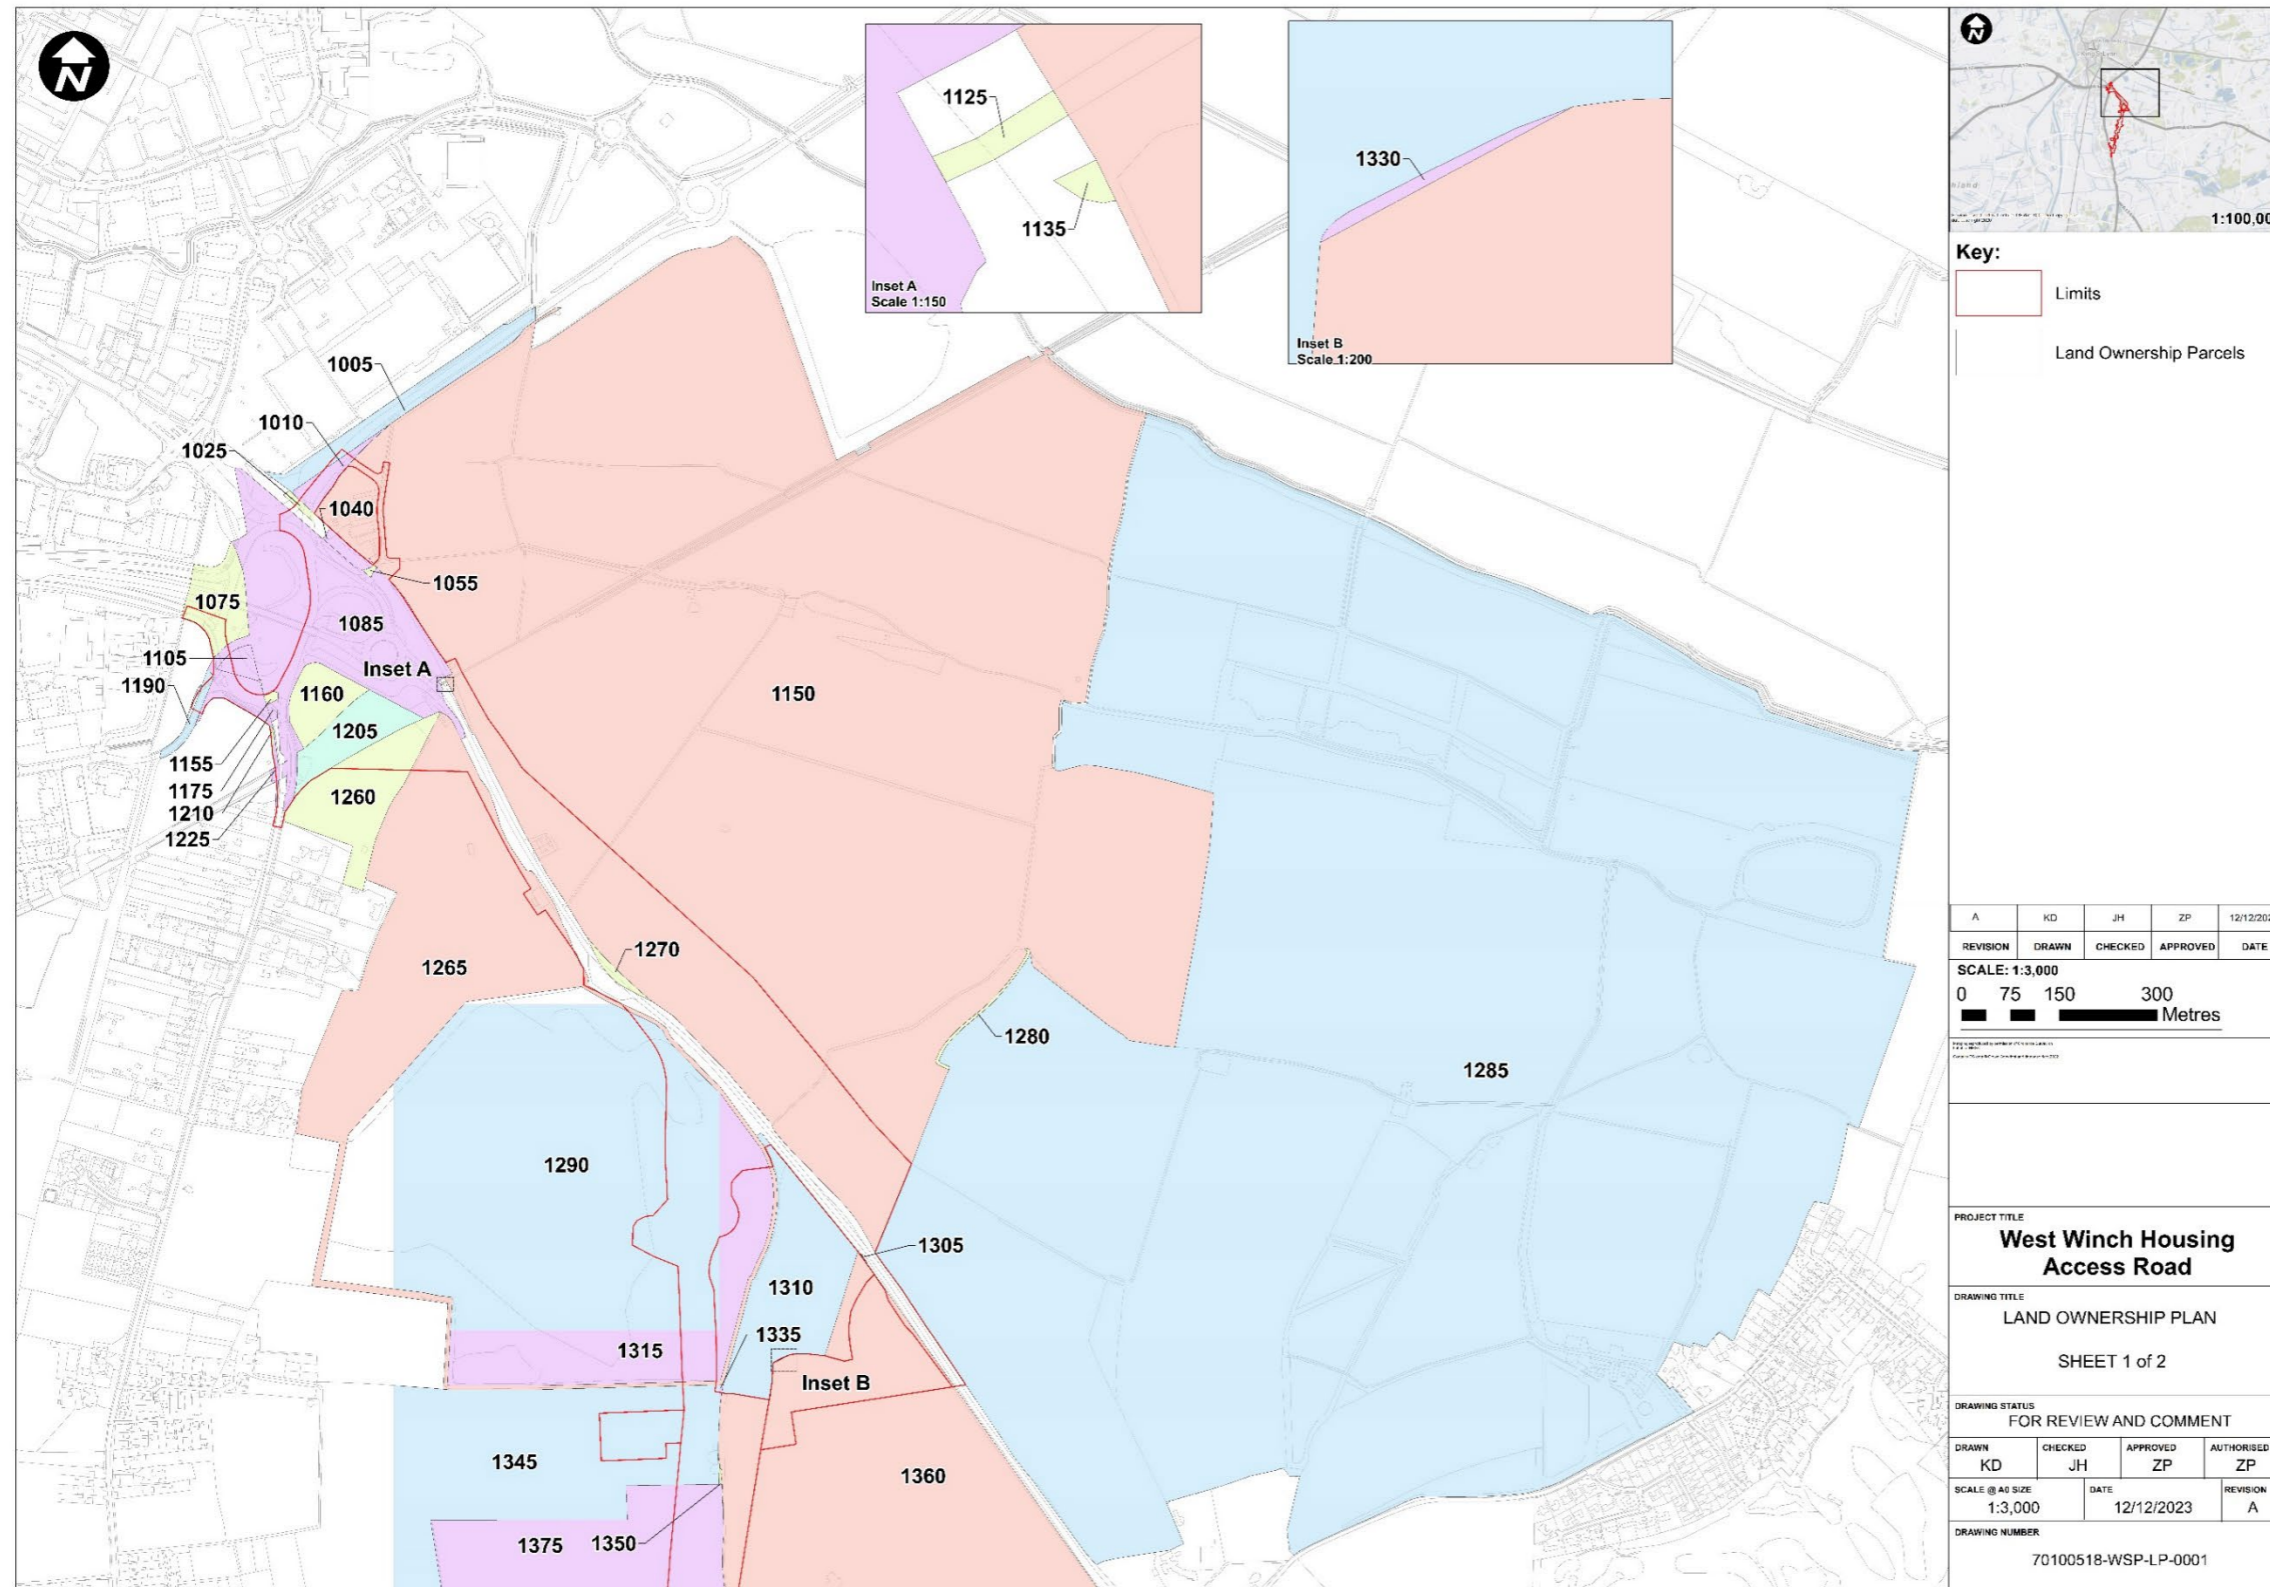 N
1125
1135
Inset A
Scale 1:150
1330
Inset B
Scale 1:200
1005
1010
1025
1040
1055
1075
1085
1105
Inset A
1190
1160
1150
1205
1155
1175
1210
1225
1260
1265
1270
1280
1285
1290
1305
1310
1315
1335
Inset B
1345
1360
1375
1350
N
1:100,00
Key:
Limits
Land Ownership Parcels
A KD JH ZP 12/12/202
REVISION DRAWN CHECKED APPROVED DATE
SCALE: 1:3,000
0 75 150 300
Metres
PROJECT TITLE
West Winch Housing
Access Road
DRAWING TITLE
LAND OWNERSHIP PLAN
SHEET 1 of 2
DRAWING STATUS
FOR REVIEW AND COMMENT
DRAWN CHECKED APPROVED AUTHORISED
KD JH ZP ZP
SCALE @ A0 SIZE DATE REVISION
1:3,000 12/12/2023 A
DRAWING NUMBER
70100518-WSP-LP-0001